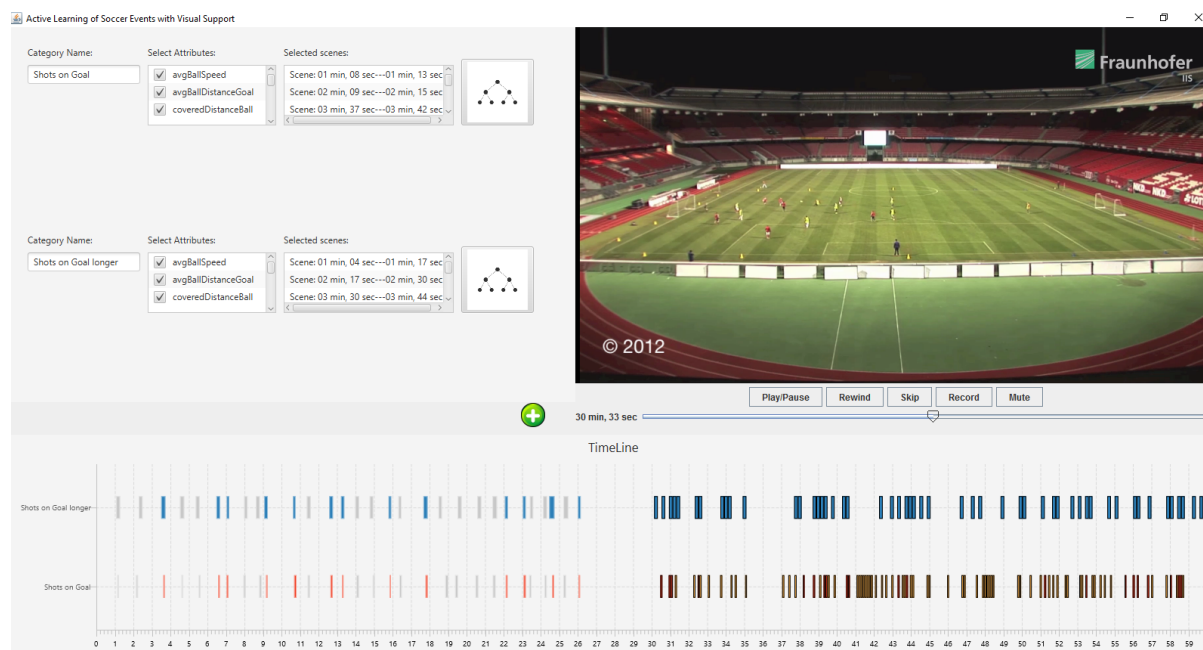 Active Learning of Soccer Events with Visual Support
Category Name:
Select Attributes:
Selected scenes:
Shots on Goal
avgBallSpeed
avgBallDistanceGoal
coveredDistanceBall
Scene: 01 min, 08 sec---01 min, 13 sec
Scene: 02 min, 09 sec---02 min, 15 sec
Scene: 03 min, 37 sec---03 min, 42 sec
Category Name:
Select Attributes:
Selected scenes:
Shots on Goal longer
avgBallSpeed
avgBallDistanceGoal
coveredDistanceBall
Scene: 01 min, 04 sec---01 min, 17 sec
Scene: 02 min, 17 sec---02 min, 30 sec
Scene: 03 min, 30 sec---03 min, 44 sec
Fraunhofer
IIS
© 2012
Play/Pause
Rewind
Skip
Record
Mute
30 min, 33 sec
TimeLine
Shots on Goal longer
Shots on Goal
0 1 2 3 4 5 6 7 8 9 10 11 12 13 14 15 16 17 18 19 20 21 22 23 24 25 26 27 28 29 30 31 32 33 34 35 36 37 38 39 40 41 42 43 44 45 46 47 48 49 50 51 52 53 54 55 56 57 58 59